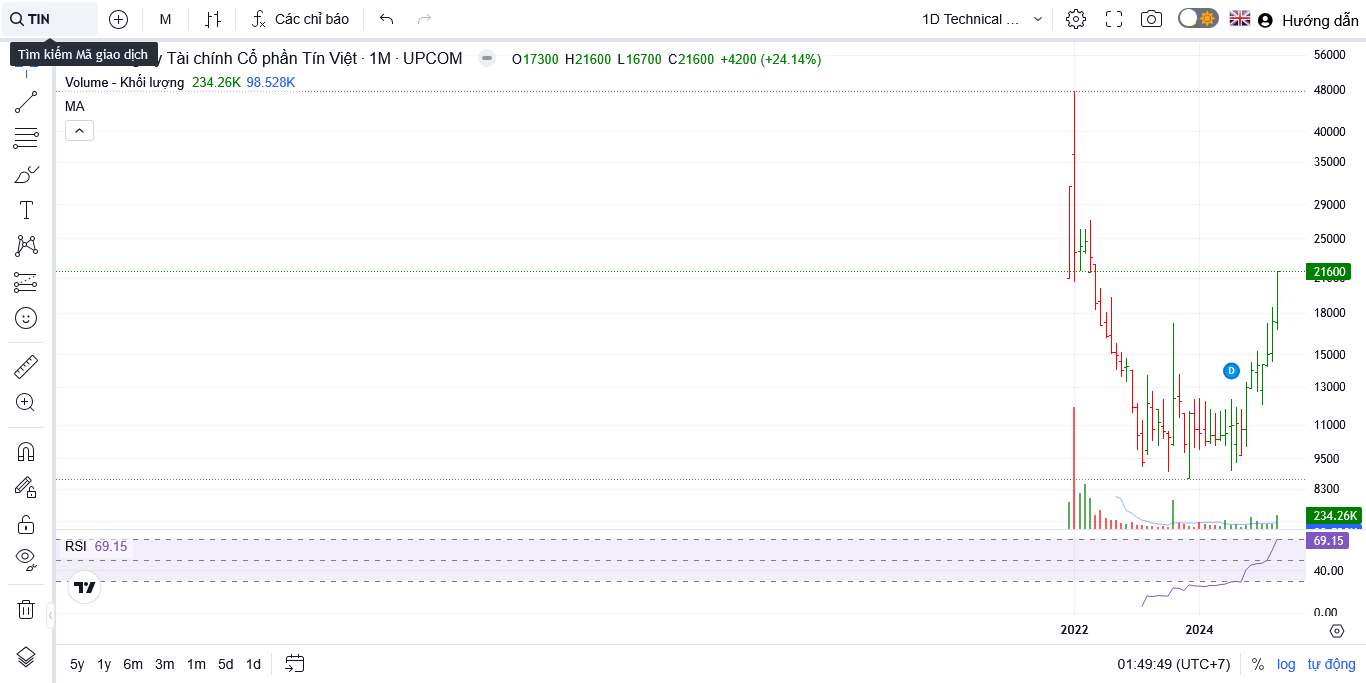 TIN M Các chỉ báo 1D Technical ... Hướng dẫn
Tìm kiếm Mã giao dịch
Tài chính Cổ phần Tín Việt · 1M · UPCOM O17300 H21600 L16700 C21600 +4200 (+24.14%)
Volume - Khối lượng 234.26K 98.528K
MA
56000
48000
40000
35000
29000
25000
21600
18000
15000
D
13000
11000
9500
8300
234.26K
RSI 69.15
69.15
40.00
0.00
2022 2024
5y 1y 6m 3m 1m 5d 1d 01:49:49 (UTC+7) % log tự động